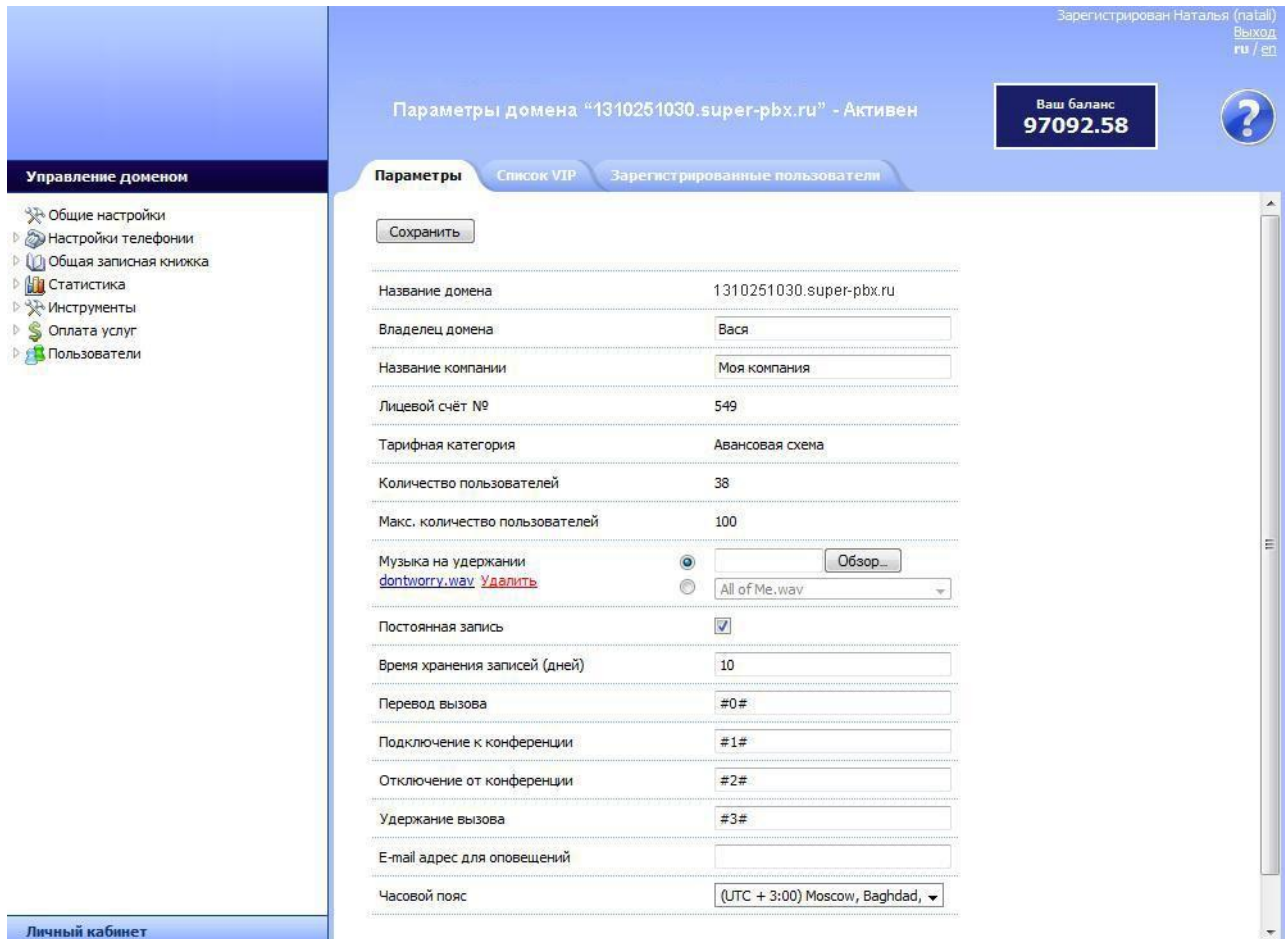 Зарегистрирован Наталья (natali)
Выход
ru / en
Параметры домена “1310251030.super-pbx.ru” - Активен
Ваш баланс
97092.58
?
Управление доменом
Параметры
Список VIP
Зарегистрированные пользователи
Общие настройки
Настройки телефонии
Общая записная книжка
Статистика
Инструменты
Оплата услуг
Пользователи
Сохранить
Название домена 1310251030.super-pbx.ru
Владелец домена Вася
Название компании Моя компания
Лицевой счёт № 549
Тарифная категория Авансовая схема
Количество пользователей 38
Макс. количество пользователей 100
Музыка на удержании Обзор...
dontworry.wav Удалить All of Me.wav
Постоянная запись
Время хранения записей (дней) 10
Перевод вызова #0#
Подключение к конференции #1#
Отключение от конференции #2#
Удержание вызова #3#
E-mail адрес для оповещений
Часовой пояс (UTC + 3:00) Moscow, Baghdad,
Личный кабинет